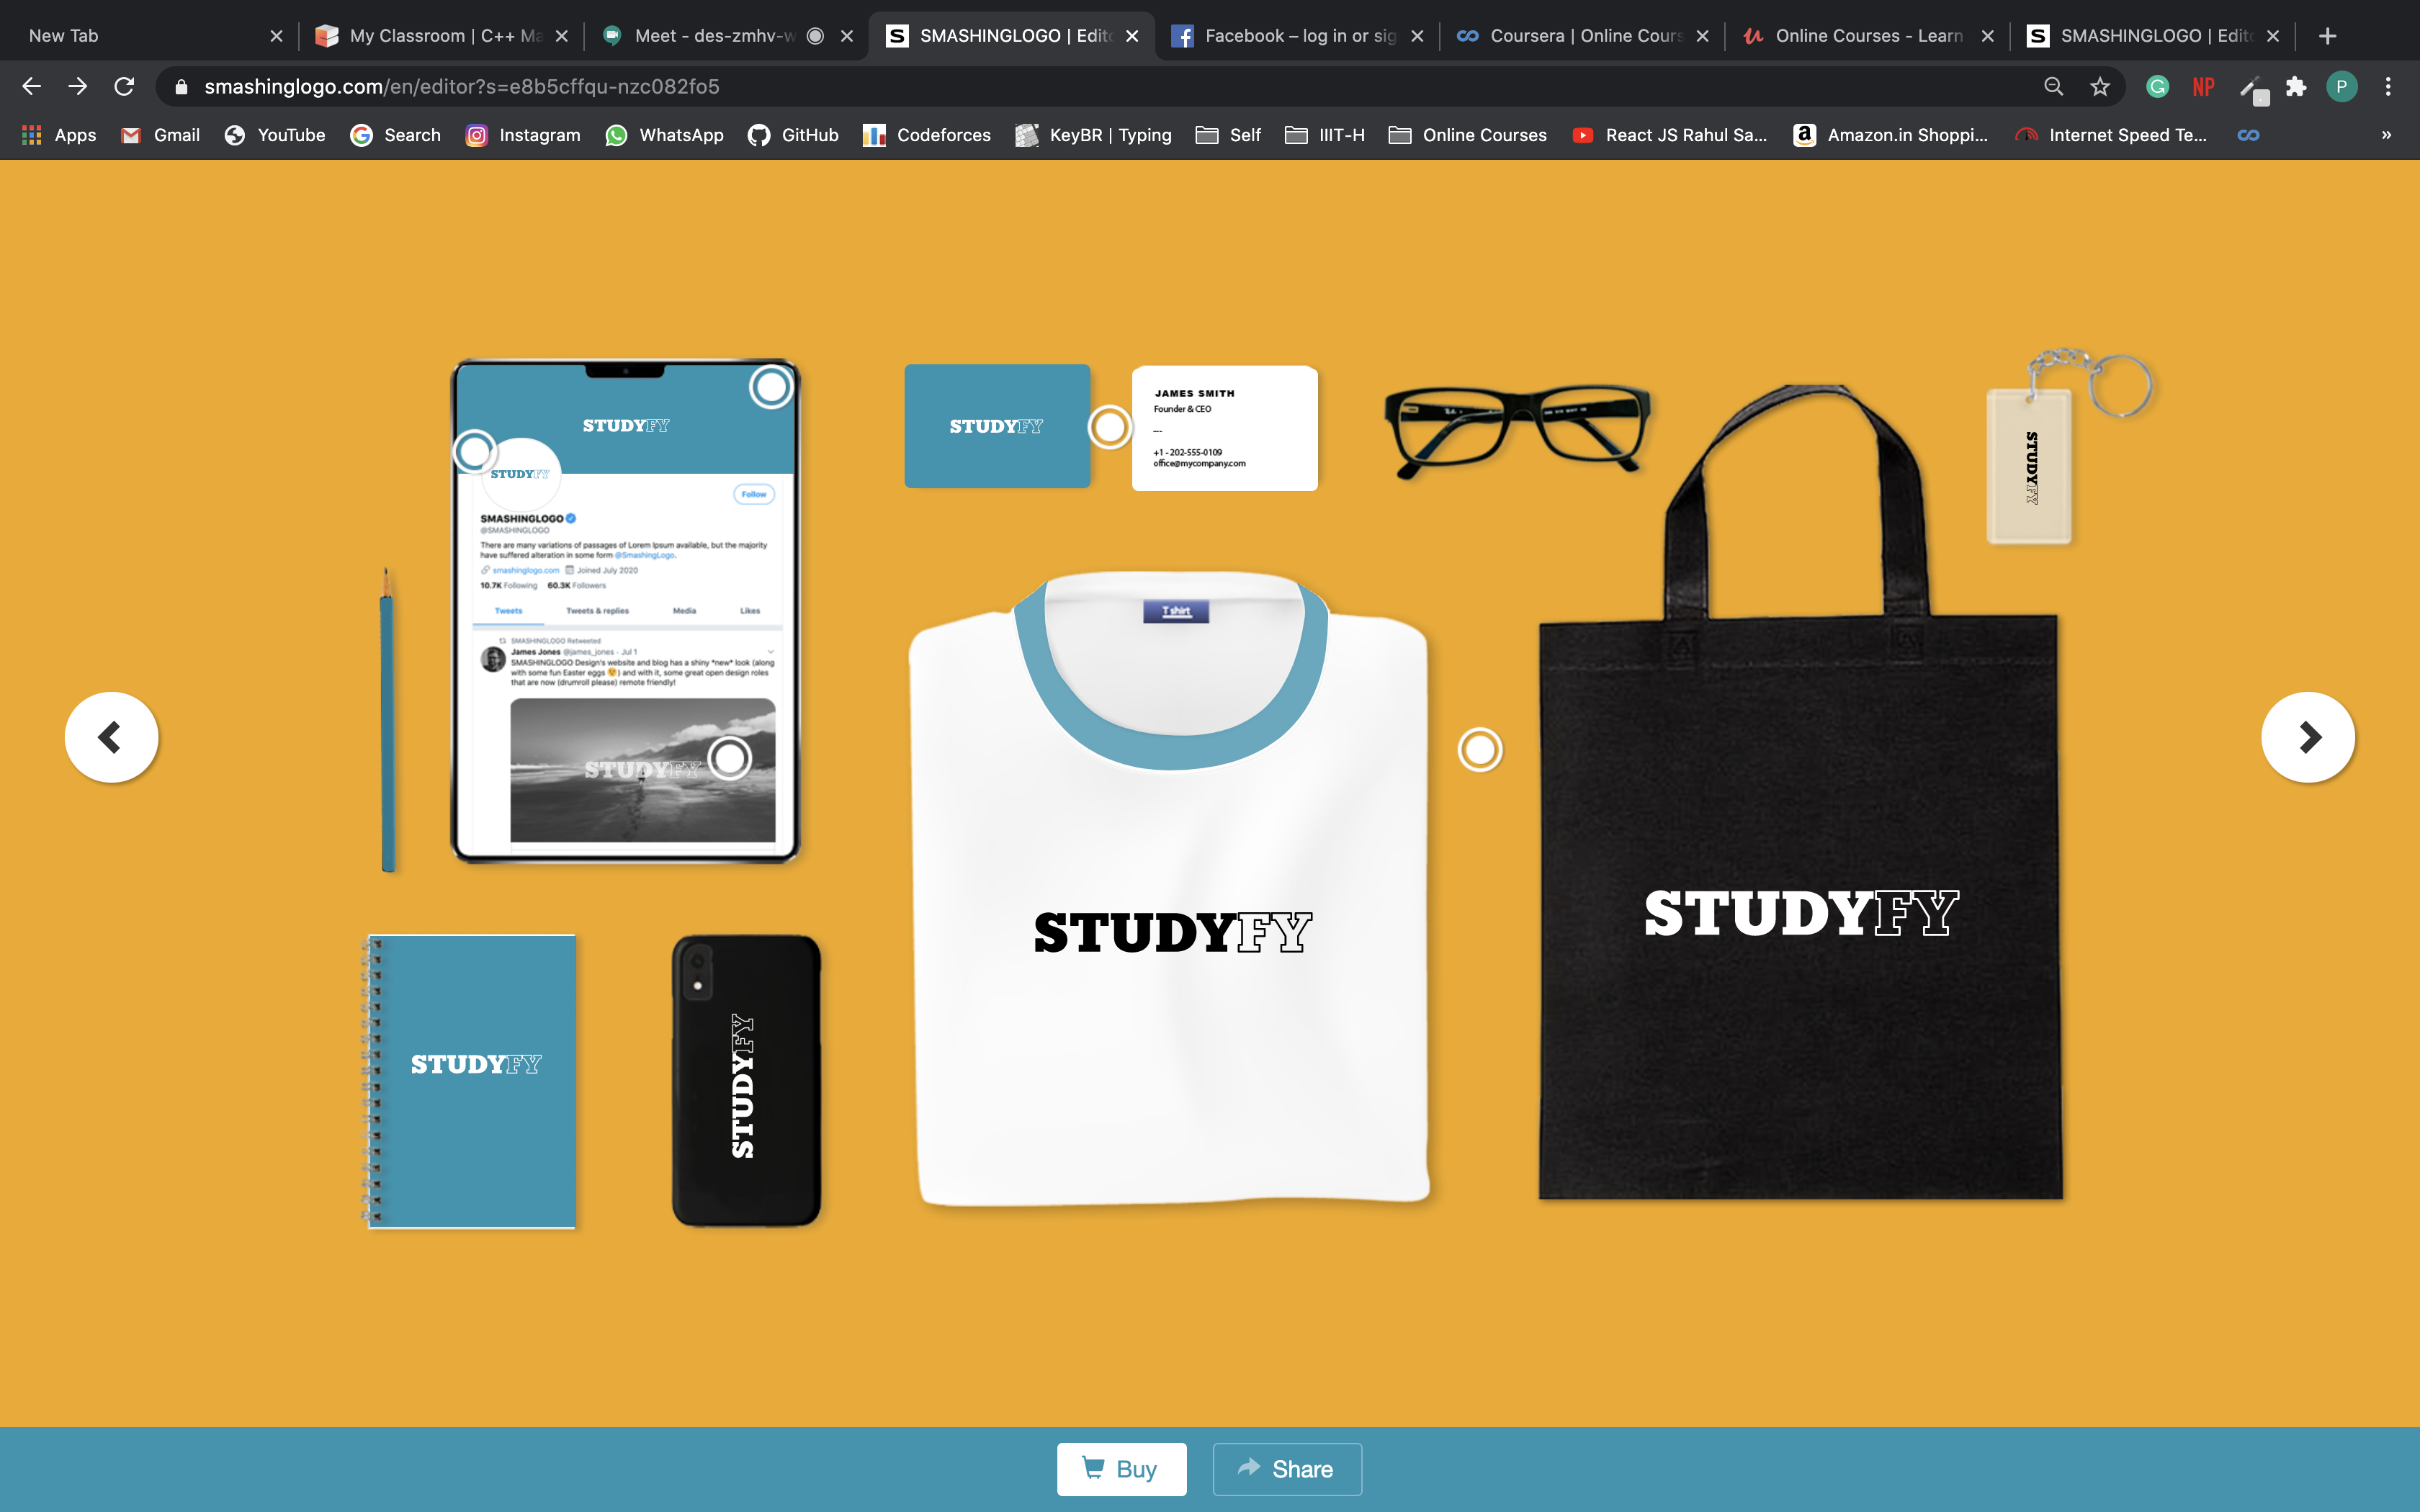 New Tab
My Classroom | C++ Ma
Meet - des-zmhv-w
S SMASHINGLOGO | Edito
Facebook – log in or sig
Coursera | Online Cours
Online Courses - Learn
S SMASHINGLOGO | Edito
smashinglogo.com/en/editor?s=e8b5cffqu-nzc082fo5
NP
P
Apps
Gmail
YouTube
Search
Instagram
WhatsApp
GitHub
Codeforces
KeyBR | Typing
Self
IIIT-H
Online Courses
React JS Rahul Sa...
Amazon.in Shoppi...
Internet Speed Te...
»
STUDYFY
STUDYFY
Follow
SMASHINGLOGO
@SMASHINGLOGO
There are many variations of passages of Lorem Ipsum available, but the majority
have suffered alteration in some form @SmashingLogo.
smashinglogo.com Joined July 2020
10.7K Following 60.3K Followers
Tweets Tweets & replies Media Likes
SMASHINGLOGO Retweeted
James Jones @james_jones · Jul 1
SMASHINGLOGO Design's website and blog has a shiny *new* look (along
with some fun Easter eggs 😉) and with it, some great open design roles
that are now (drumroll please) remote friendly!
STUDYFY
STUDYFY
JAMES SMITH
Founder & CEO
---
+1 - 202-555-0109
office@mycompany.com
STUDYFY
T shirt
STUDYFY
STUDYFY
STUDYFY
STUDYFY
Buy
Share